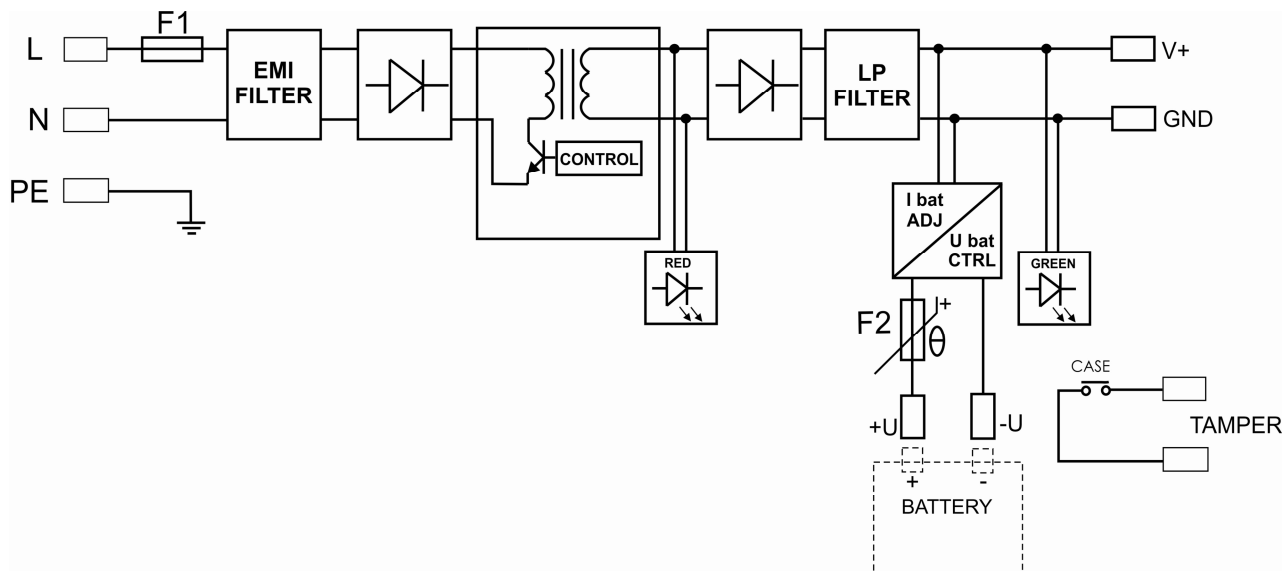 F1
L
EMI
FILTER
LP
FILTER
V+
N
GND
CONTROL
PE
I bat
ADJ
U bat
CTRL
RED
GREEN
F2
I+
θ
CASE
+U
-U
TAMPER
+
-
BATTERY